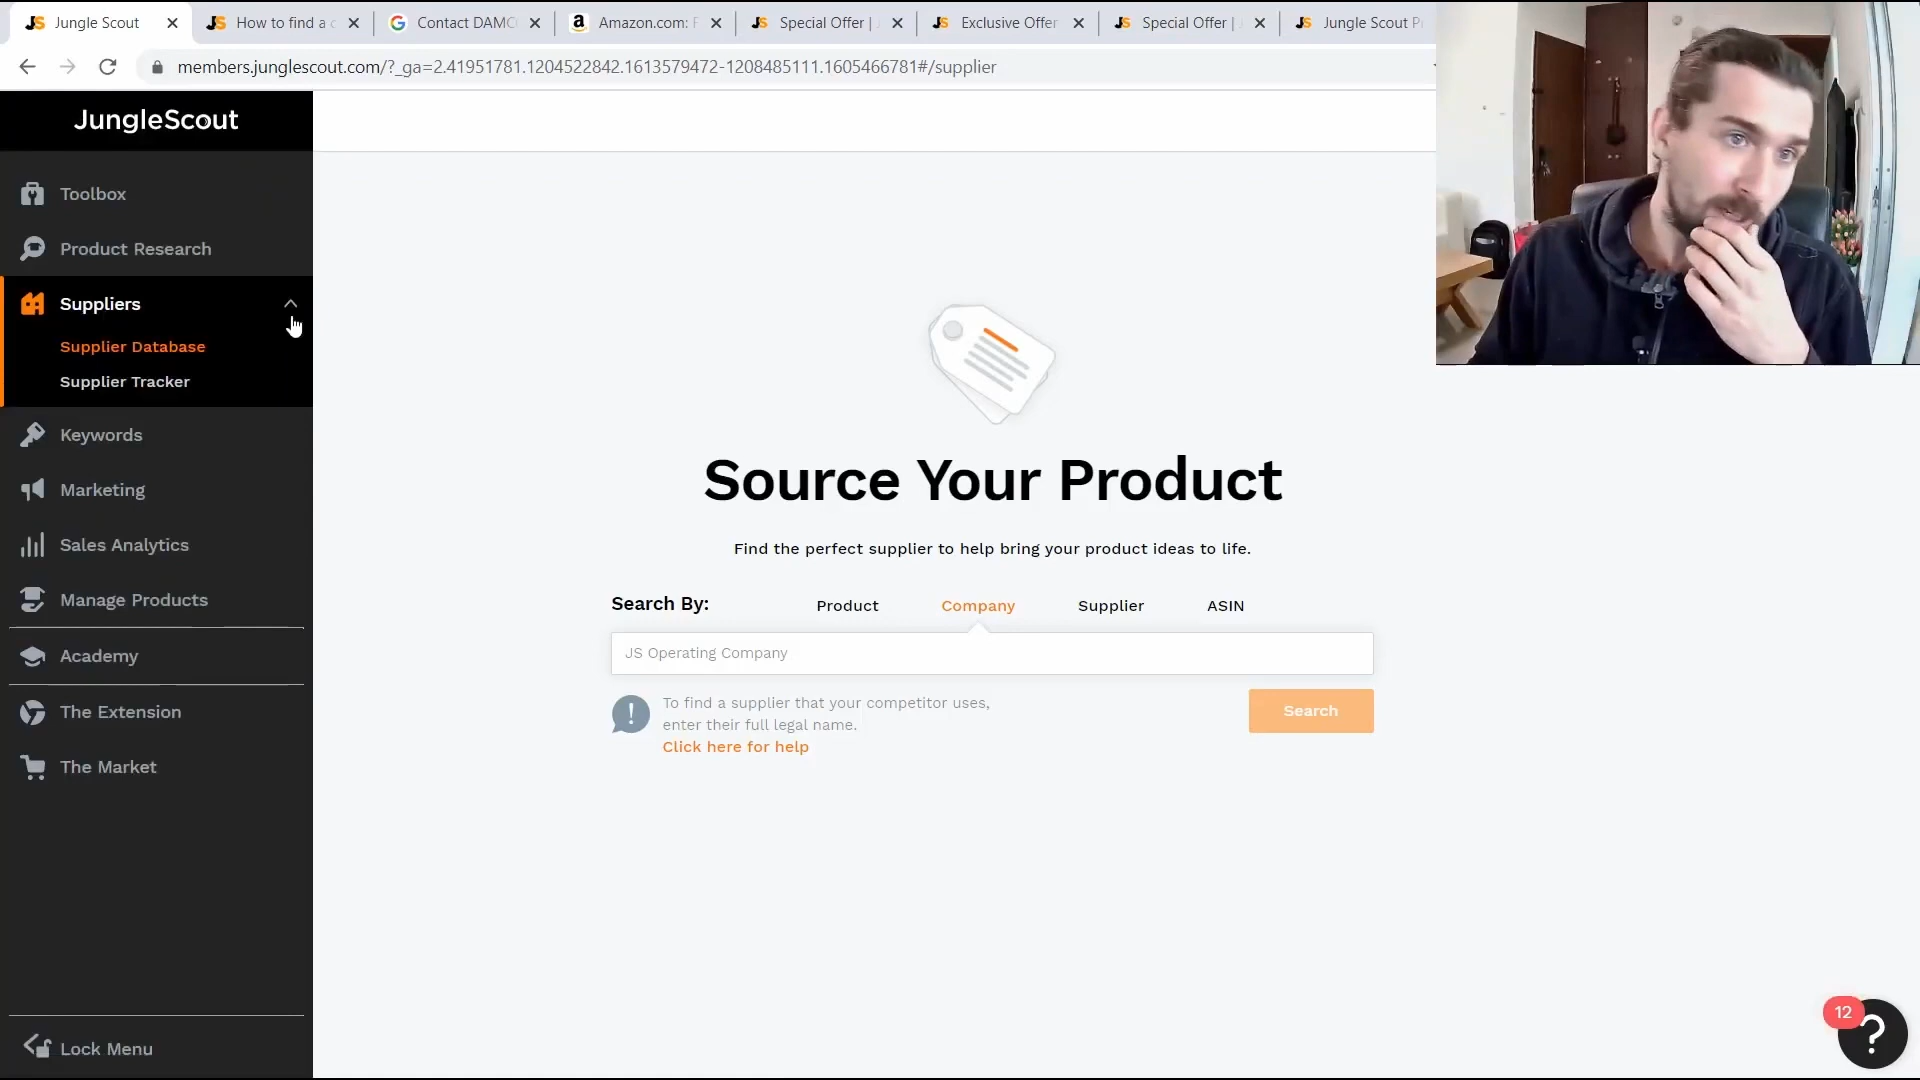 Jungle Scout
How to find a c
Contact DAMC
Amazon.com: F
Special Offer | J
Exclusive Offer
Special Offer | J
Jungle Scout Pr
members.junglescout.com/?_ga=2.41951781.1204522842.1613579472-1208485111.1605466781#/supplier
JungleScout
Toolbox
Product Research
Suppliers
Supplier Database
Supplier Tracker
Keywords
Marketing
Sales Analytics
Manage Products
Academy
The Extension
The Market
Lock Menu
Source Your Product
Find the perfect supplier to help bring your product ideas to life.
Search By: Product Company Supplier ASIN
JS Operating Company
To find a supplier that your competitor uses,
enter their full legal name.
Click here for help
Search
12
?